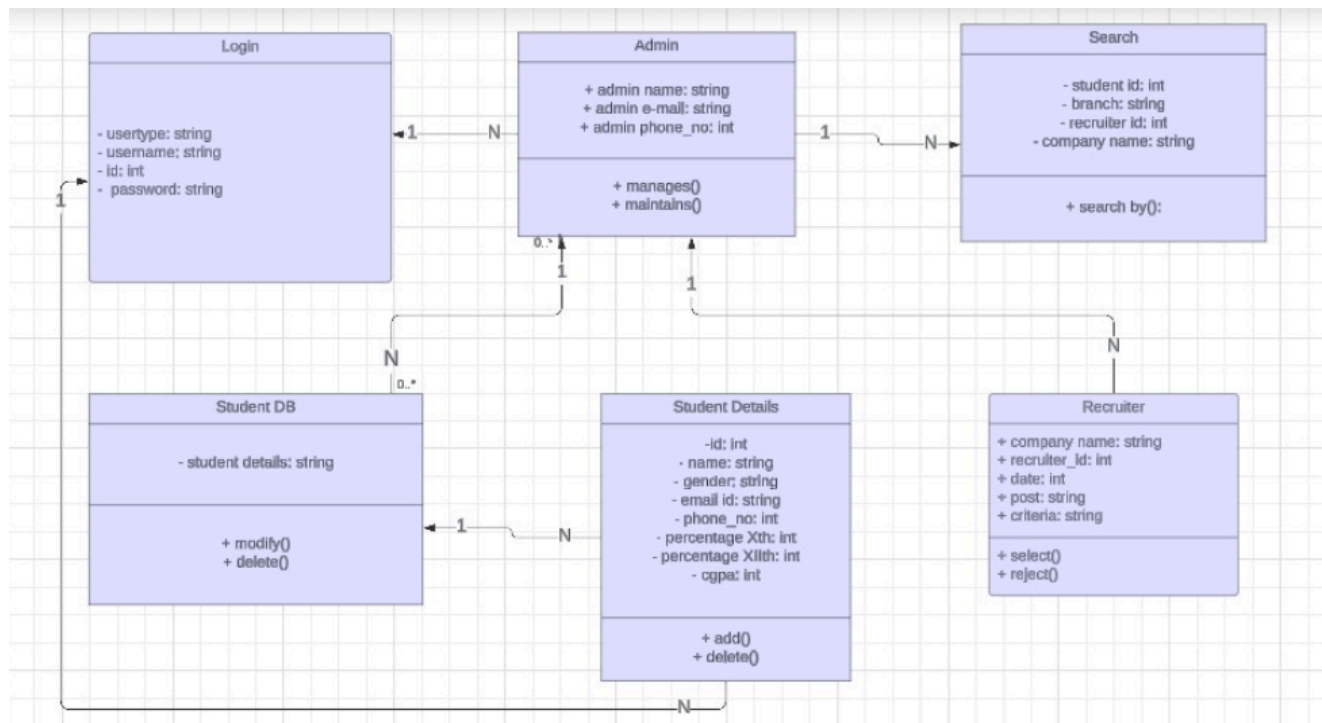 Login
- usertype: string
- username: string
- id: int
- password: string
Admin
+ admin name: string
+ admin e-mail: string
+ admin phone_no: int
+ manages()
+ maintains()
Search
- student id: int
- branch: string
- recruiter id: int
- company name: string
+ search by():
1
N
1
N
1
0..*
1
1
N
N
0..*
Student DB
- student details: string
+ modify()
+ delete()
Student Details
-id: int
- name: string
- gender: string
- email id: string
- phone_no: int
- percentage Xth: int
- percentage XIIth: int
- cgpa: int
+ add()
+ delete()
Recruiter
+ company name: string
+ recruiter_id: int
+ date: int
+ post: string
+ criteria: string
+ select()
+ reject()
1
N
N